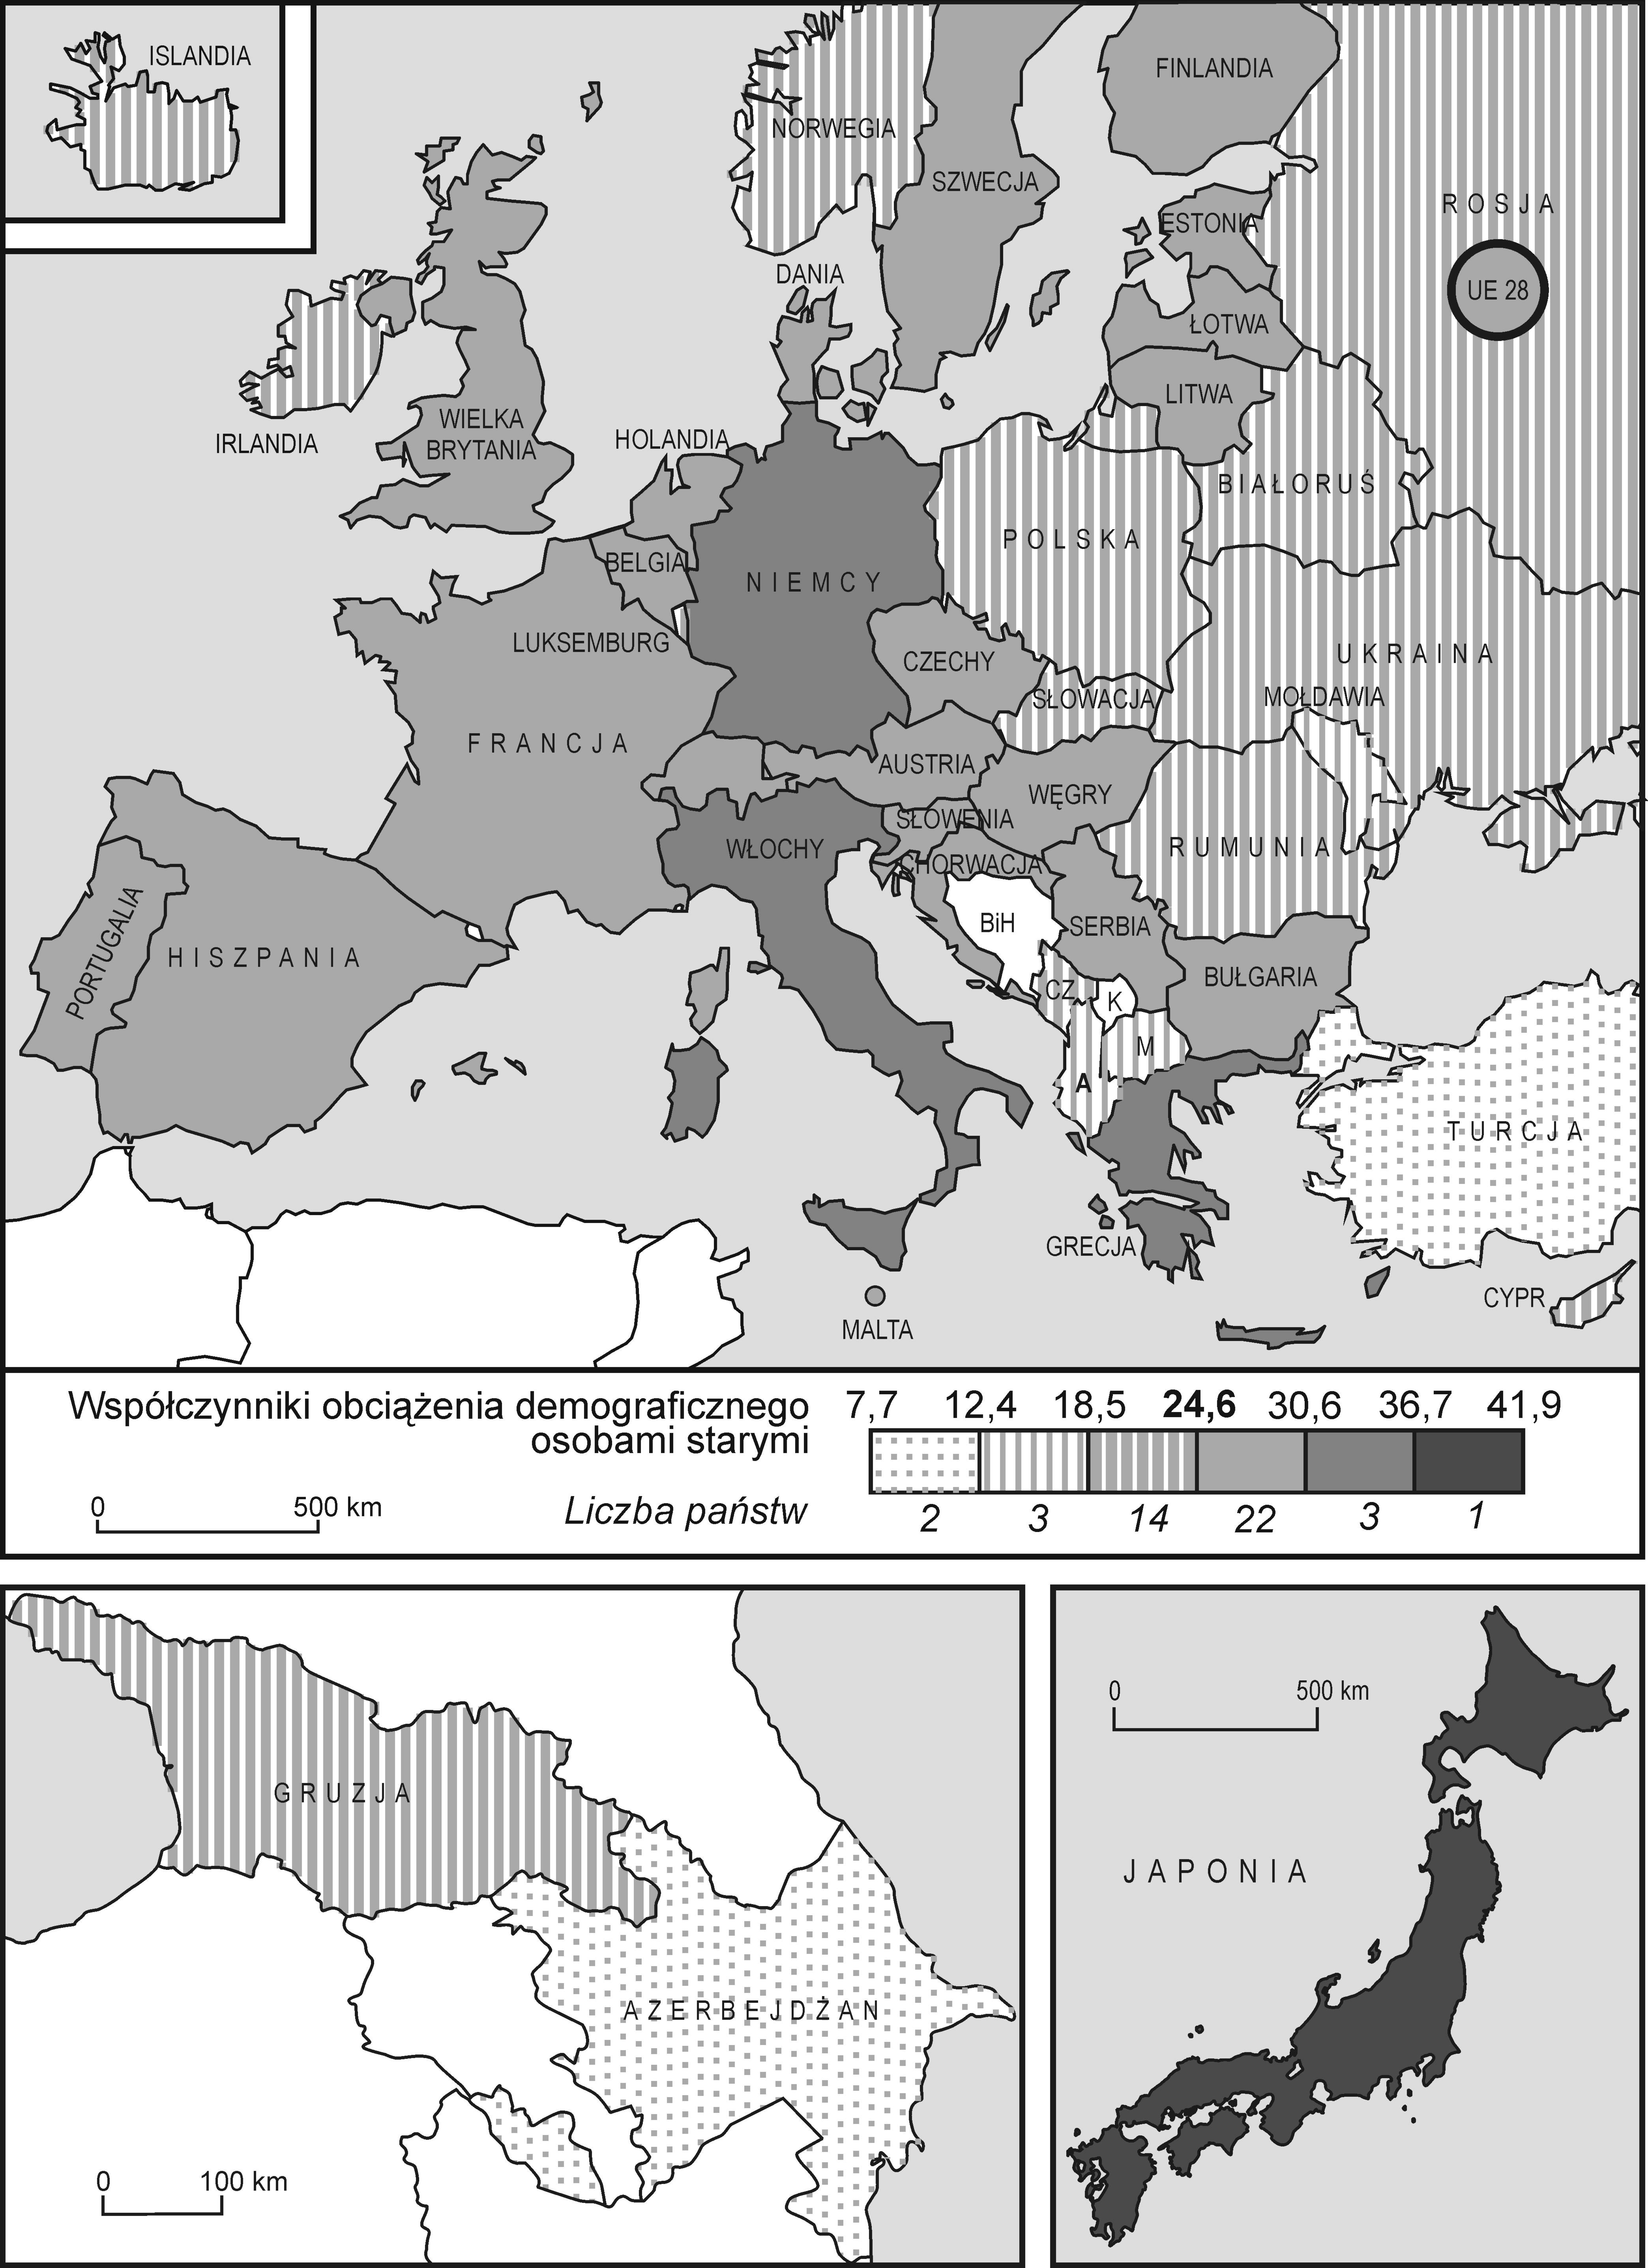 ISLANDIA
FINLANDIA
NORWEGIA
SZWECJA
ROSJA
ESTONIA
UE 28
DANIA
ŁOTWA
LITWA
IRLANDIA
WIELKA
BRYTANIA
HOLANDIA
BIAŁORUŚ
POLSKA
BELGIA
NIEMCY
LUKSEMBURG
CZECHY
UKRAINA
SŁOWACJA
MOŁDAWIA
FRANCJA
AUSTRIA
WĘGRY
SŁOWENIA
WŁOCHY
RUMUNIA
CHORWACJA
PORTUGALIA
BiH
SERBIA
HISZPANIA
BUŁGARIA
CZ
K
M
A
TURCJA
GRECJA
CYPR
MALTA
Współczynniki obciążenia demograficznego
osobami starymi
7,7 12,4 18,5 24,6 30,6 36,7 41,9
0 500 km
Liczba państw
2 3 14 22 3 1
GRUZJA
AZERBEJDŻAN
0 100 km
0 500 km
JAPONIA